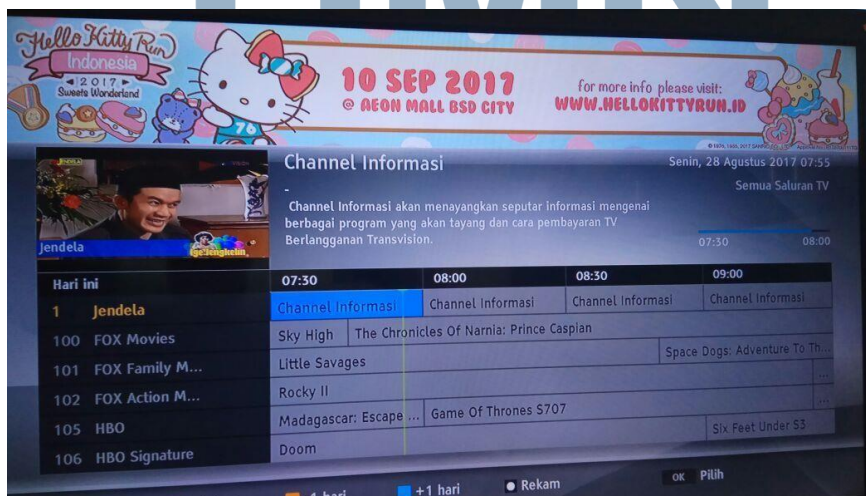 Hello Kitty Run
Indonesia
2017
Sweets Wonderland
76
10 SEP 2017
@ AEON MALL BSD CITY
for more info please visit:
WWW.HELLOKITTYRUN.ID
Channel Informasi
Senin, 28 Agustus 2017 07:55
-
Semua Saluran TV
Channel Informasi akan menayangkan seputar informasi mengenai
berbagai program yang akan tayang dan cara pembayaran TV
Berlangganan Transvision.
Jendela
07:30 08:00
Hari ini 07:30 08:00 08:30 09:00
1 Jendela Channel Informasi Channel Informasi Channel Informasi Channel Informasi
100 FOX Movies Sky High The Chronicles Of Narnia: Prince Caspian
101 FOX Family M... Little Savages Space Dogs: Adventure To Th...
102 FOX Action M... Rocky II ...
105 HBO Madagascar: Escape ... Game Of Thrones S707 ...
106 HBO Signature Doom Six Feet Under S3
-1 hari +1 hari Rekam OK Pilih